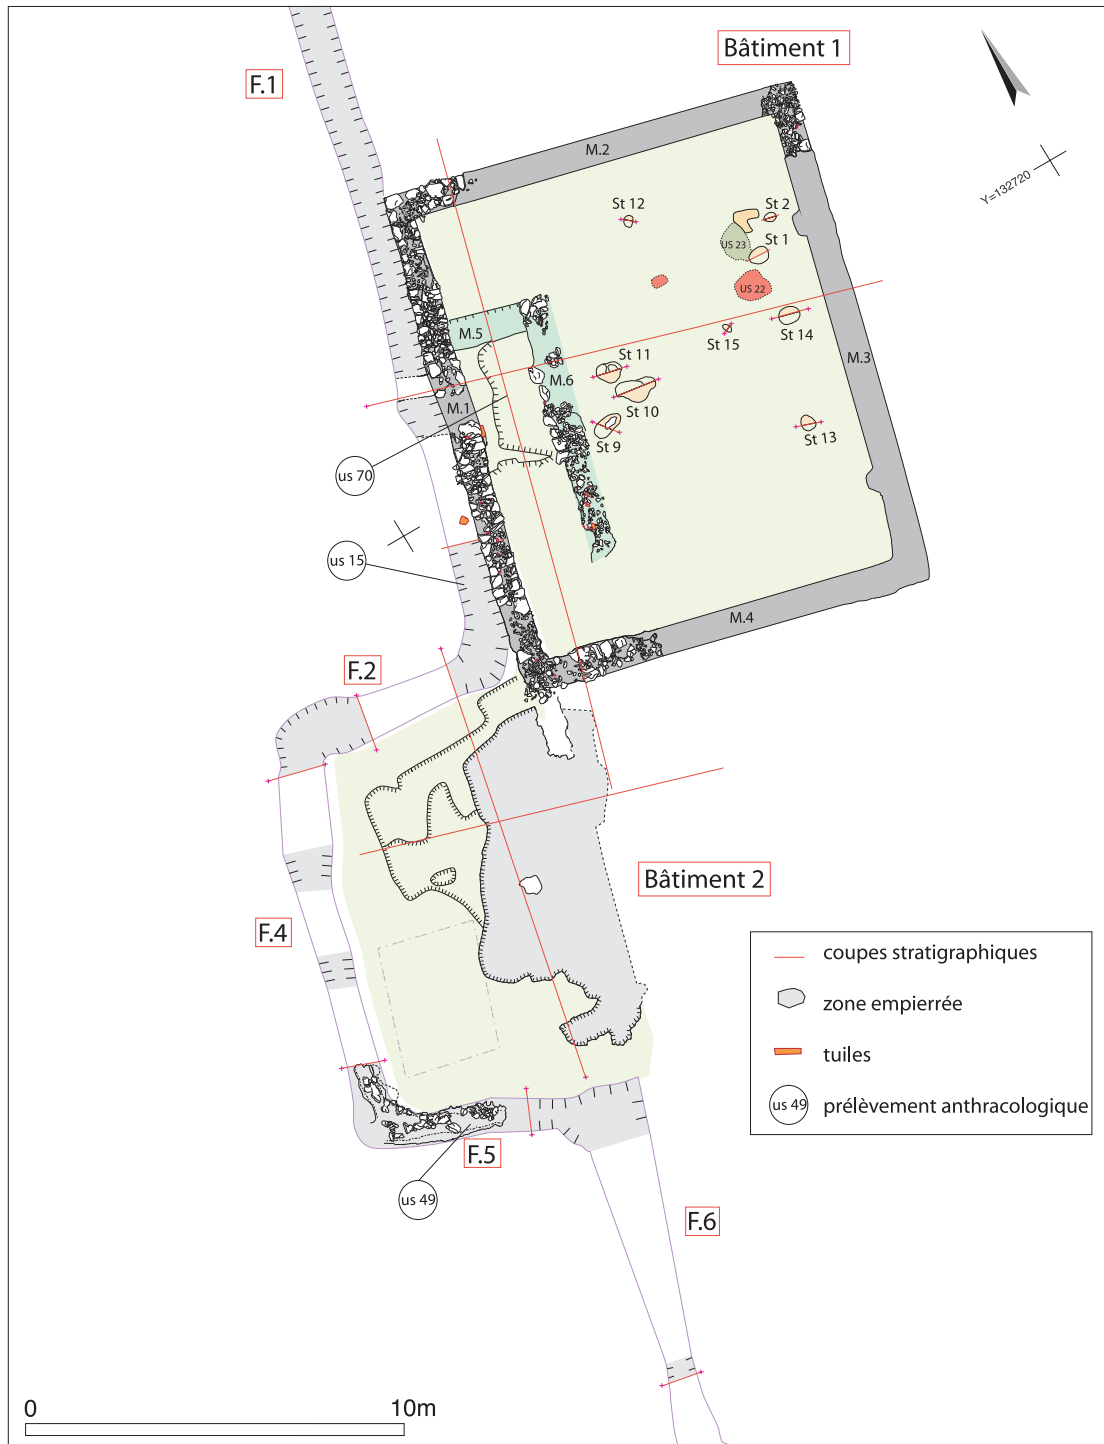 Bâtiment 1
F.1
M.2
Y=132720
St 12
St 2
US 23
St 1
US 22
M.5
St 15
St 14
M.3
St 11
M.6
M.1
St 10
St 9
St 13
us 70
us 15
M.4
F.2
Bâtiment 2
F.4
coupes stratigraphiques
zone empierrée
tuiles
us 49 prélèvement anthracologique
F.5
us 49
F.6
0 10m